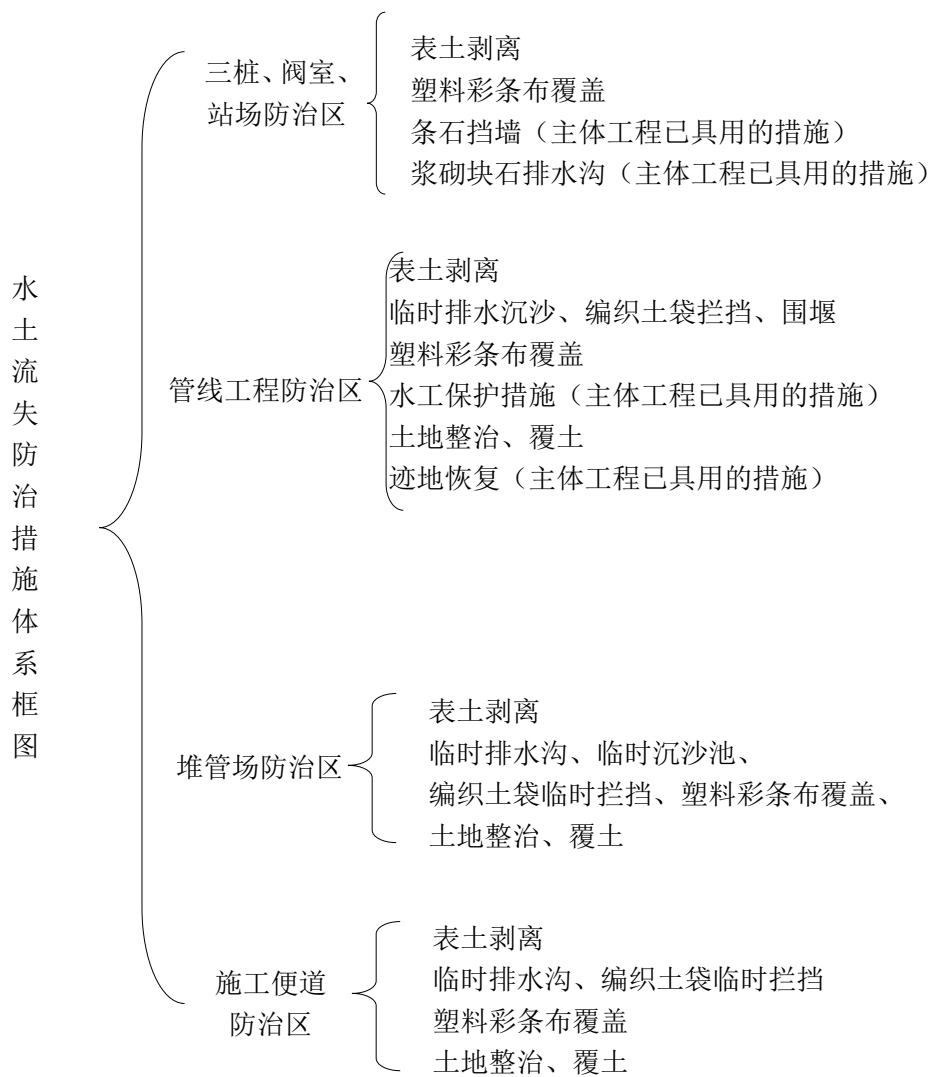 水土流失防治措施体系框图
三桩、阀室、
站场防治区
表土剥离
塑料彩条布覆盖
条石挡墙（主体工程已具用的措施）
浆砌块石排水沟（主体工程已具用的措施）
管线工程防治区
表土剥离
临时排水沉沙、编织土袋拦挡、围堰
塑料彩条布覆盖
水工保护措施（主体工程已具用的措施）
土地整治、覆土
迹地恢复（主体工程已具用的措施）
堆管场防治区
表土剥离
临时排水沟、临时沉沙池、
编织土袋临时拦挡、塑料彩条布覆盖、
土地整治、覆土
施工便道
防治区
表土剥离
临时排水沟、编织土袋临时拦挡
塑料彩条布覆盖
土地整治、覆土